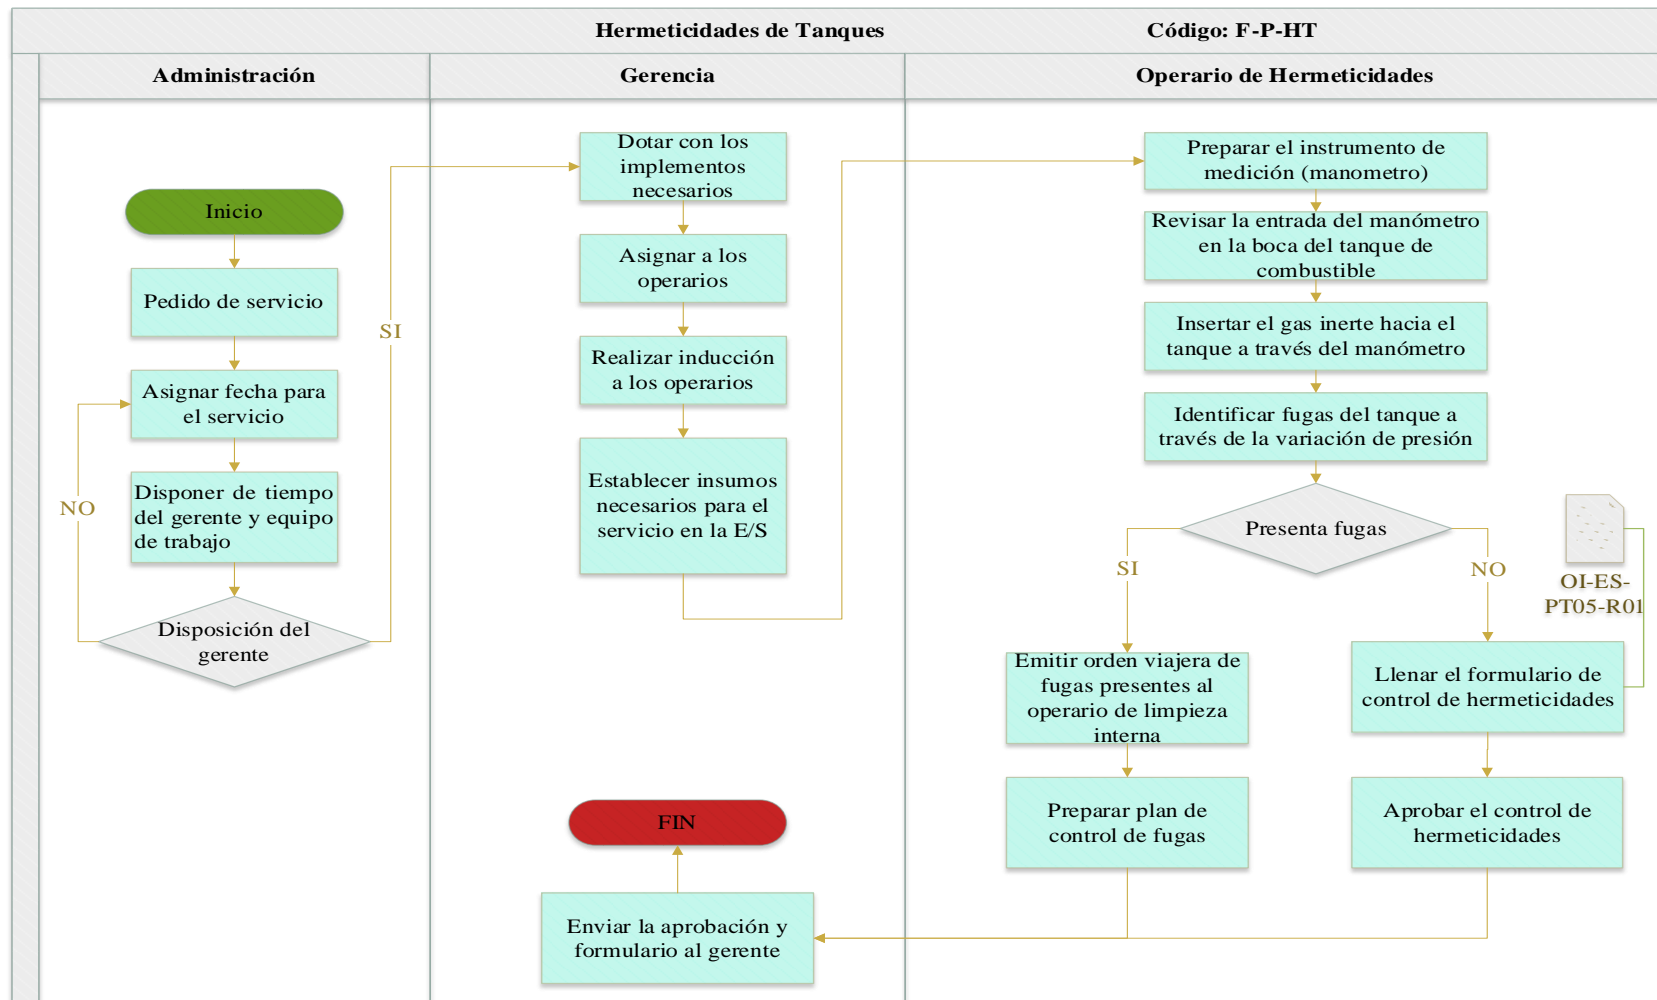 Hermeticidades de Tanques
Código: F-P-HT
Administración
Gerencia
Operario de Hermeticidades
Inicio
Pedido de servicio
Asignar fecha para
el servicio
Disponer de tiempo
del gerente y equipo
de trabajo
Disposición del
gerente
NO
SI
Dotar con los
implementos
necesarios
Asignar a los
operarios
Realizar inducción
a los operarios
Establecer insumos
necesarios para el
servicio en la E/S
Preparar el instrumento de
medición (manometro)
Revisar la entrada del manómetro
en la boca del tanque de
combustible
Insertar el gas inerte hacia el
tanque a través del manómetro
Identificar fugas del tanque a
través de la variación de presión
Presenta fugas
SI
NO
OI-ES-
PT05-R01
Emitir orden viajera de
fugas presentes al
operario de limpieza
interna
Llenar el formulario de
control de hermeticidades
Preparar plan de
control de fugas
Aprobar el control de
hermeticidades
Enviar la aprobación y
formulario al gerente
FIN